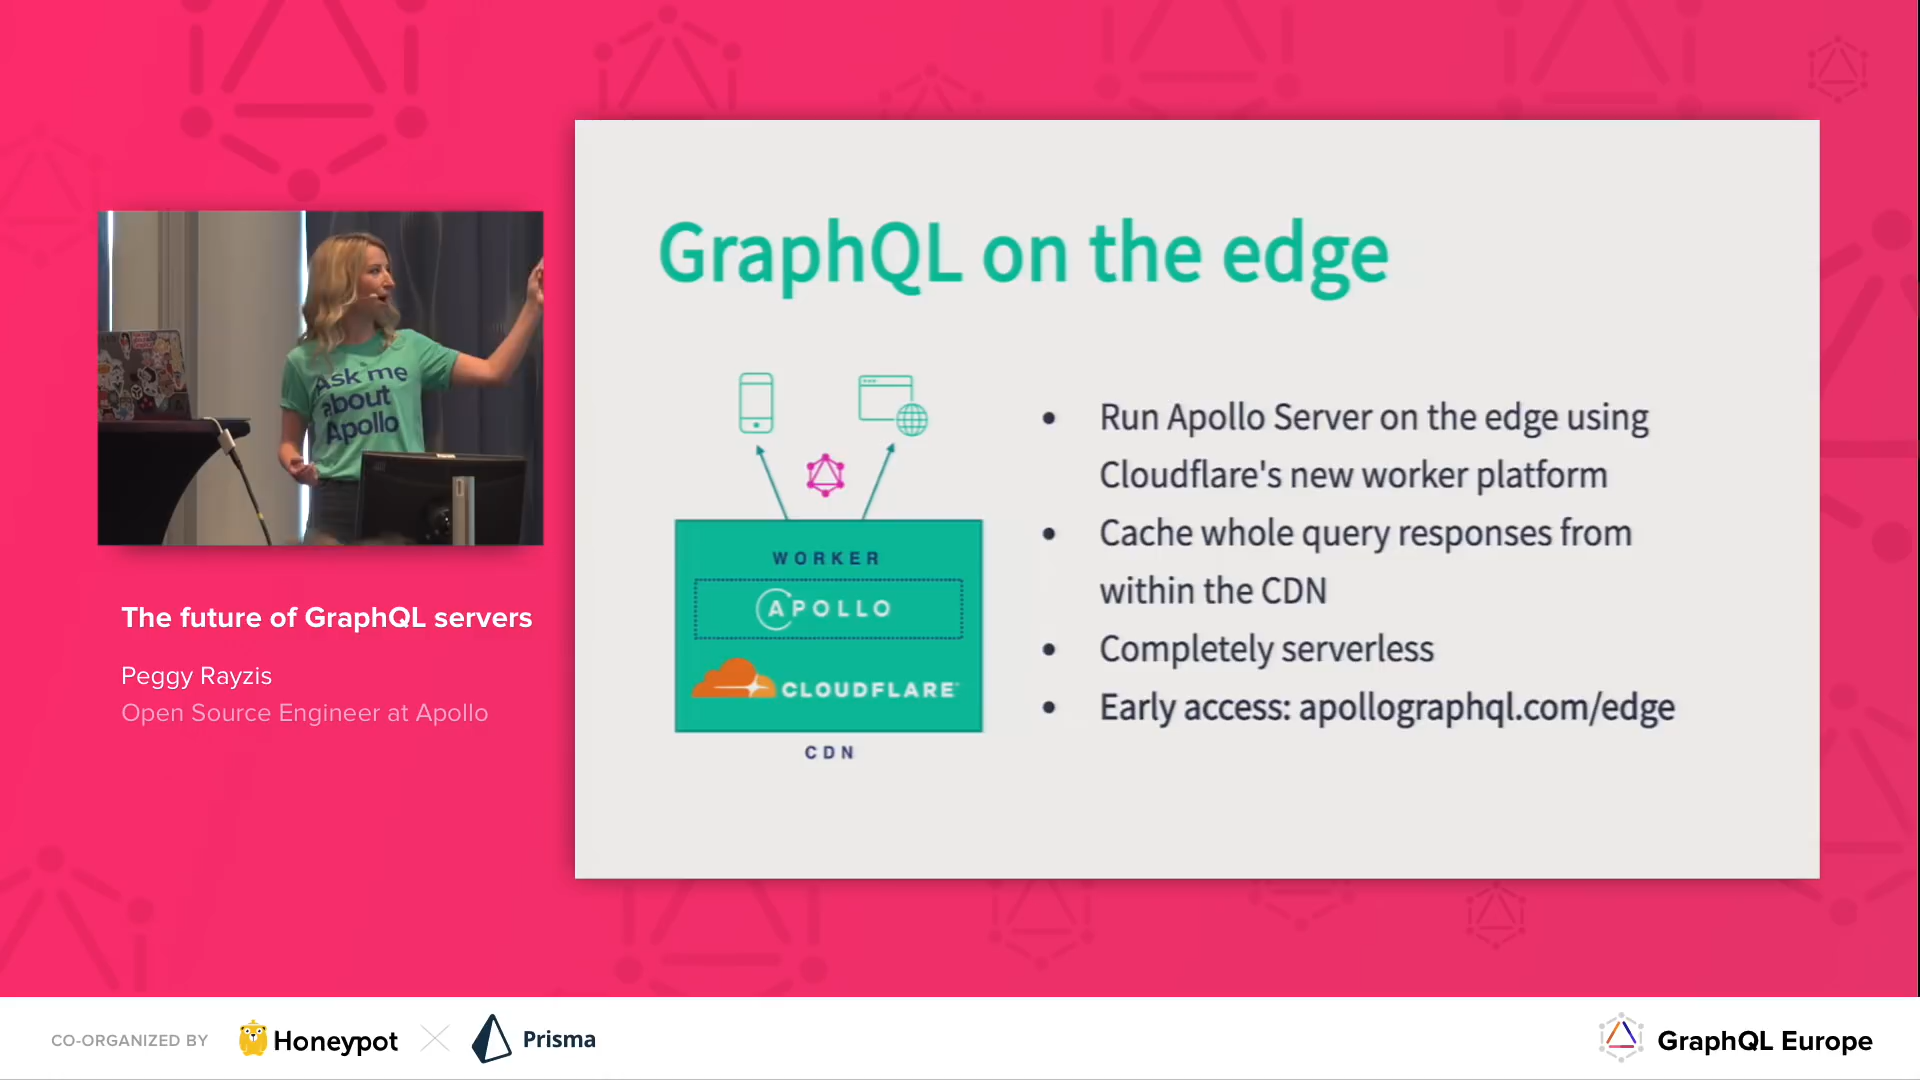 GraphQL on the edge
Ask me
about
Apollo
WORKER
APOLLO
CLOUDFLARE
CDN
• Run Apollo Server on the edge using
Cloudflare's new worker platform
• Cache whole query responses from
within the CDN
• Completely serverless
• Early access: apollographql.com/edge
The future of GraphQL servers
Peggy Rayzis
Open Source Engineer at Apollo
CO-ORGANIZED BY
Honeypot
Prisma
GraphQL Europe